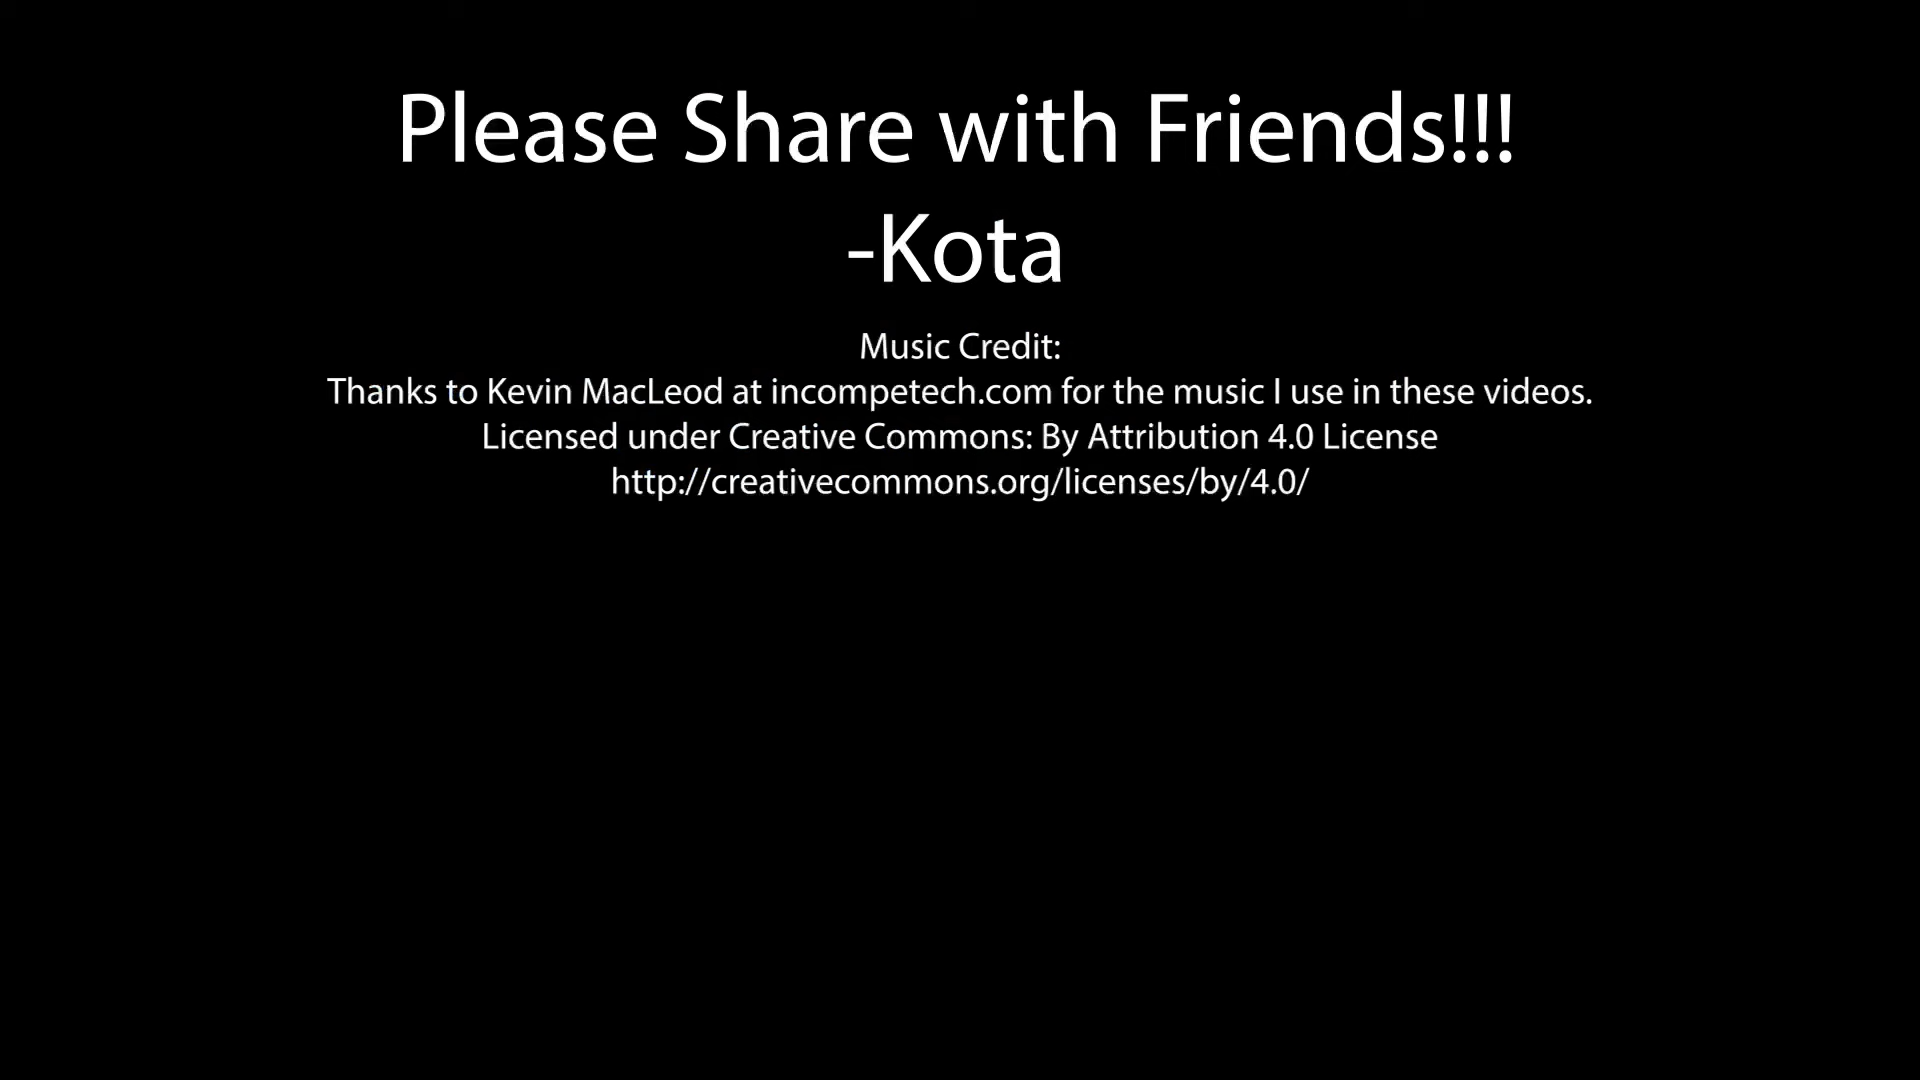 Please Share with Friends!!!
-Kota
Music Credit:
Thanks to Kevin MacLeod at incompetech.com for the music I use in these videos.
Licensed under Creative Commons: By Attribution 4.0 License
http://creativecommons.org/licenses/by/4.0/